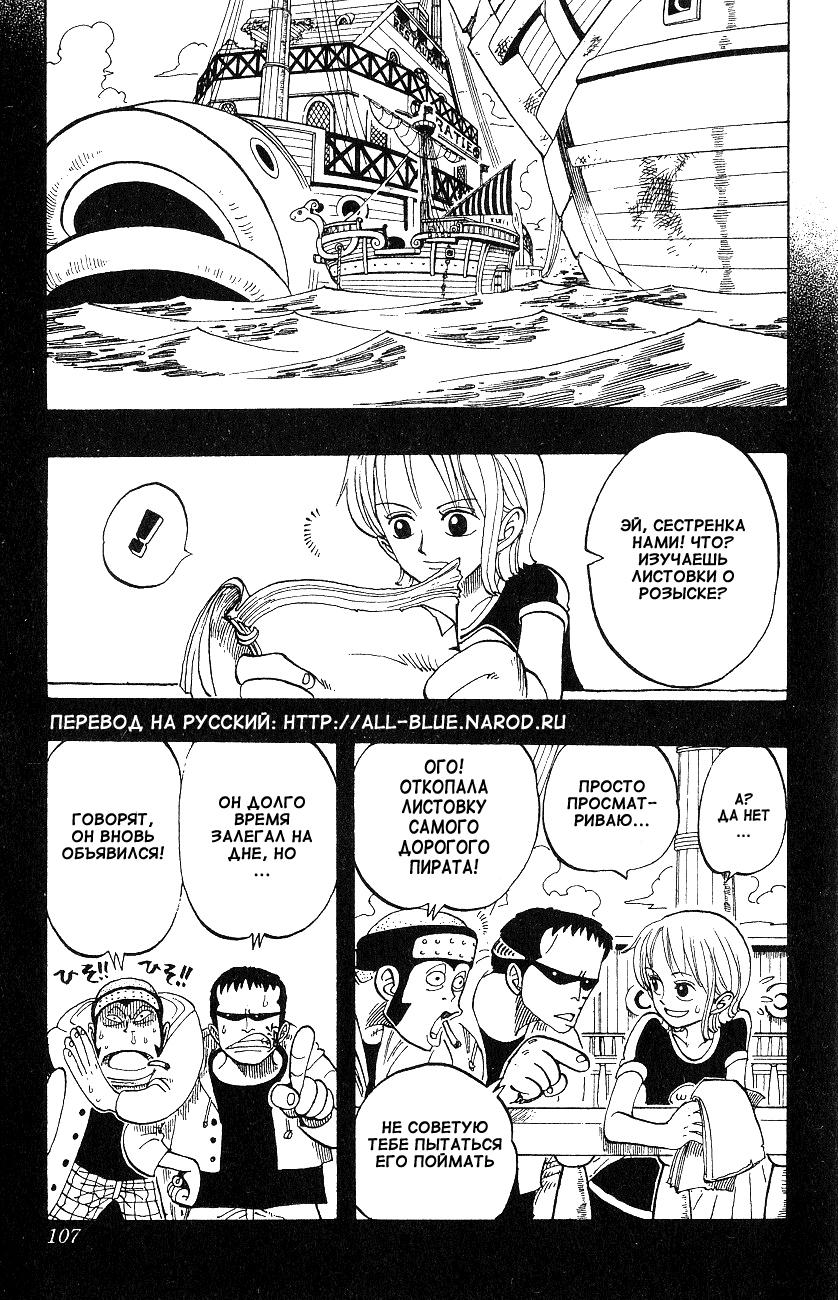 ЭЙ, СЕСТРЕНКА
НАМИ! ЧТО?
ИЗУЧАЕШЬ
ЛИСТОВКИ О
РОЗЫСКЕ?
!
ПЕРЕВОД НА РУССКИЙ: HTTP://ALL-BLUE.NAROD.RU
А?
ДА НЕТ
...
ПРОСТО
ПРОСМАТ-
РИВАЮ...
ОГО!
ОТКОПАЛА
ЛИСТОВКУ
САМОГО
ДОРОГОГО
ПИРАТА!
НЕ СОВЕТУЮ
ТЕБЕ ПЫТАТЬСЯ
ЕГО ПОЙМАТЬ
ОН ДОЛГО
ВРЕМЯ
ЗАЛЕГАЛ НА
ДНЕ, НО
...
ГОВОРЯТ,
ОН ВНОВЬ
ОБЪЯВИЛСЯ!
ひそ!!
ひそ!!
107